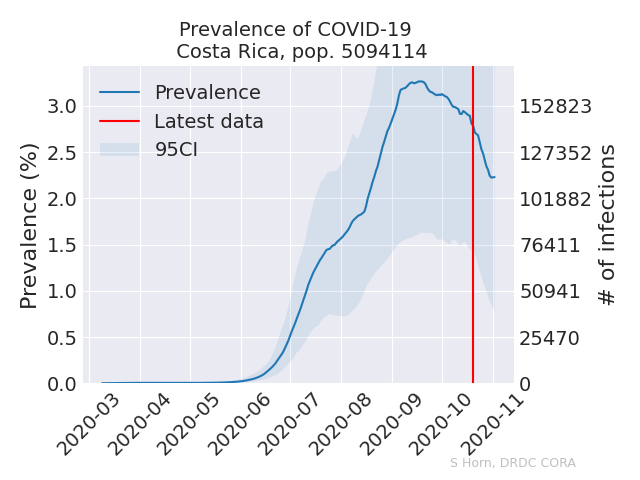 Prevalence of COVID-19
Costa Rica, pop. 5094114
Prevalence
Latest data
95CI
Prevalence (%)
3.0
2.5
2.0
1.5
1.0
0.5
0.0
152823
127352
101882
76411
50941
25470
0
# of infections
2020-03
2020-04
2020-05
2020-06
2020-07
2020-08
2020-09
2020-10
2020-11
S Horn, DRDC CORA